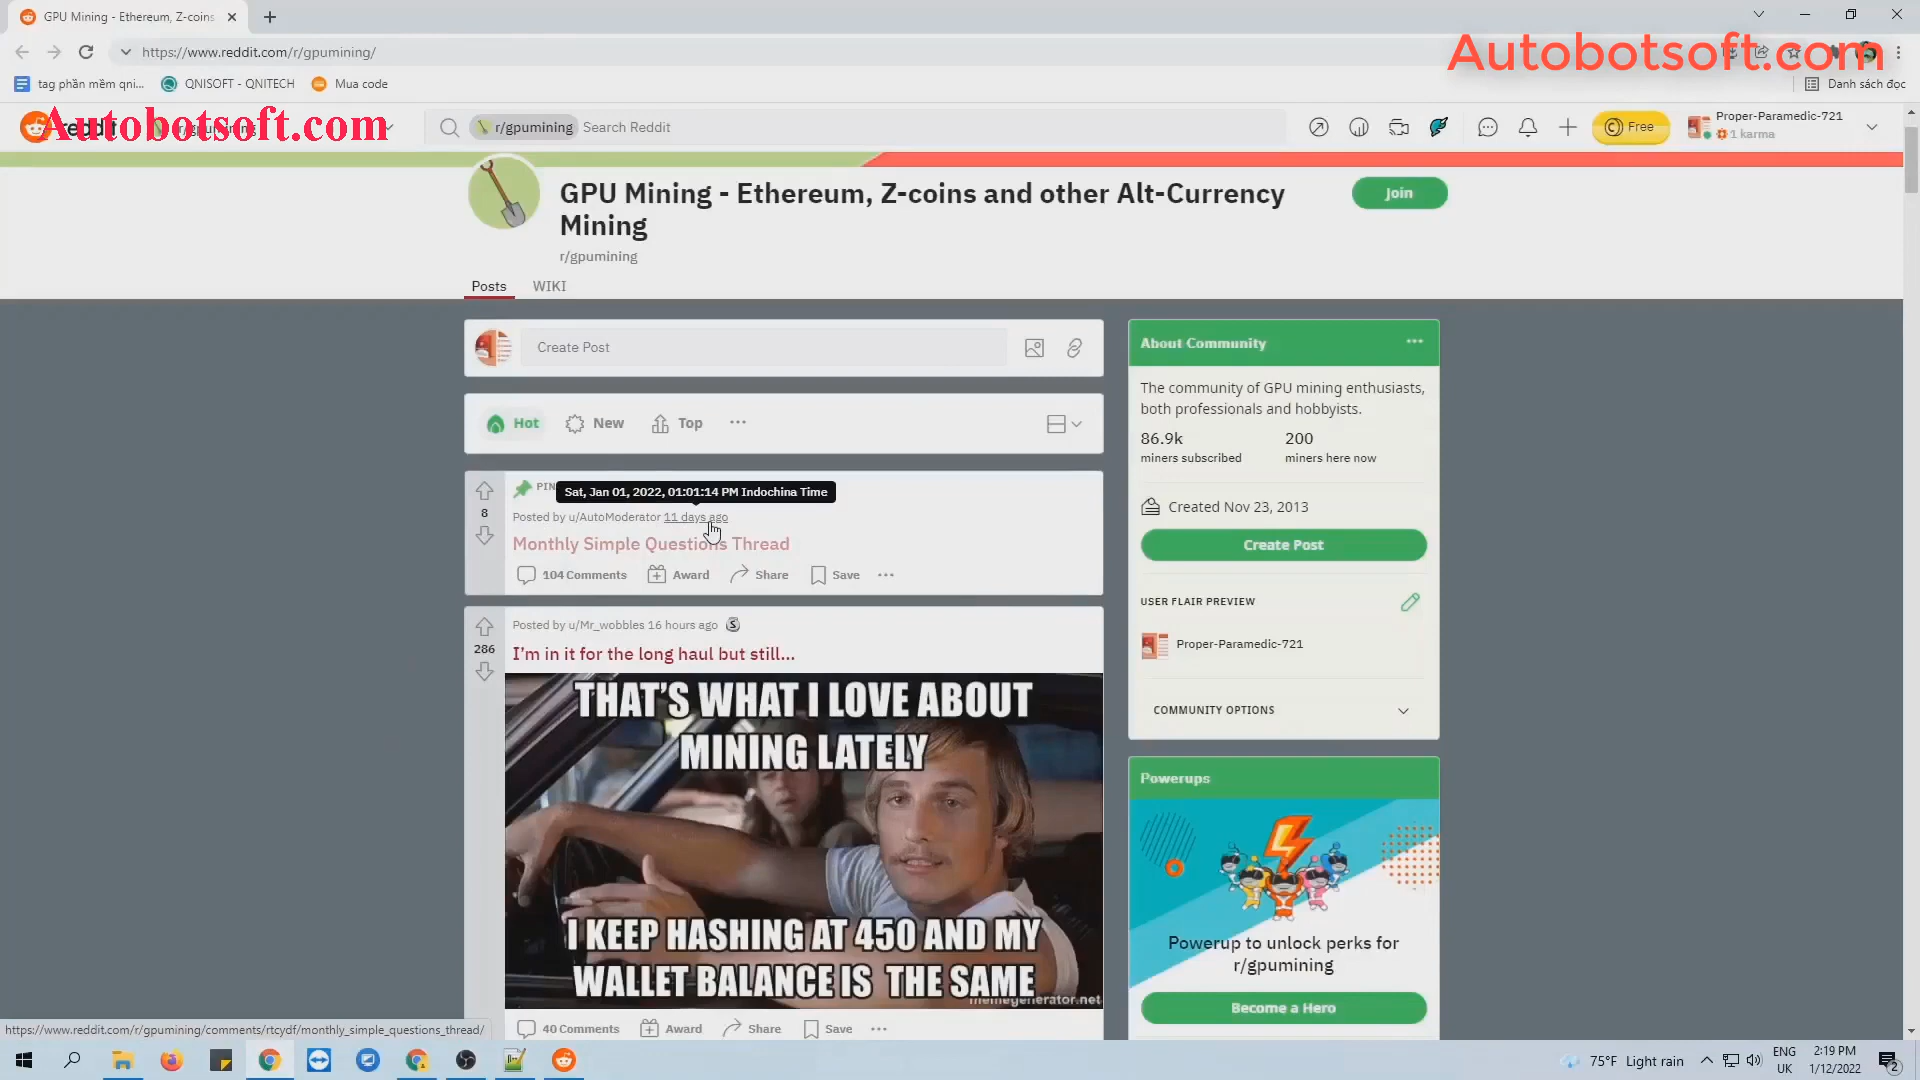 GPU Mining - Ethereum, Z-coins
https://www.reddit.com/r/gpumining/
Autobotsoft.com
tag phần mềm qni...
QNISOFT - QNITECH
Mua code
Danh sách đọc
Autobotsoft.com
r/gpumining
Search Reddit
Free
Proper-Paramedic-721
1 karma
GPU Mining - Ethereum, Z-coins and other Alt-Currency
Mining
Join
r/gpumining
Posts
WIKI
Create Post
Hot
New
Top
PIN
Sat, Jan 01, 2022, 01:01:14 PM Indochina Time
8
Posted by u/AutoModerator 11 days ago
Monthly Simple Questions Thread
104 Comments
Award
Share
Save
Posted by u/Mr_wobbles 16 hours ago
286
I'm in it for the long haul but still...
THAT'S WHAT I LOVE ABOUT
MINING LATELY
I KEEP HASHING AT 450 AND MY
WALLET BALANCE IS THE SAME
memegenerator.net
40 Comments
Award
Share
Save
About Community
The community of GPU mining enthusiasts,
both professionals and hobbyists.
86.9k
200
miners subscribed
miners here now
Created Nov 23, 2013
Create Post
USER FLAIR PREVIEW
Proper-Paramedic-721
COMMUNITY OPTIONS
Powerups
Powerup to unlock perks for
r/gpumining
Become a Hero
https://www.reddit.com/r/gpumining/comments/rtcydf/monthly_simple_questions_thread/
75°F Light rain
ENG
UK
2:19 PM
1/12/2022
2